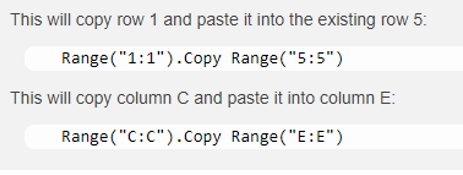 This will copy row 1 and paste it into the existing row 5:
Range("1:1").Copy Range("5:5")
This will copy column C and paste it into column E:
Range("C:C").Copy Range("E:E")